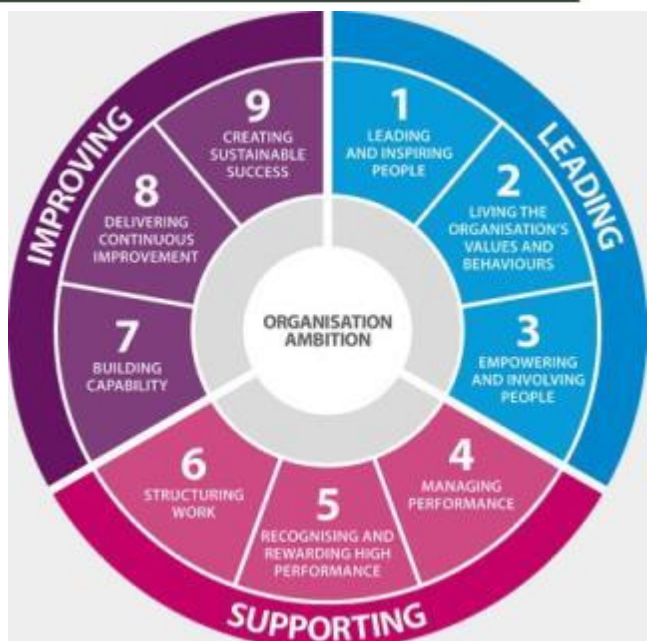 LEADING
1
LEADING
AND INSPIRING
PEOPLE
2
LIVING THE
ORGANISATION'S
VALUES AND
BEHAVIOURS
3
EMPOWERING
AND INVOLVING
PEOPLE
SUPPORTING
4
MANAGING
PERFORMANCE
5
RECOGNISING AND
REWARDING HIGH
PERFORMANCE
6
STRUCTURING
WORK
IMPROVING
7
BUILDING
CAPABILITY
8
DELIVERING
CONTINUOUS
IMPROVEMENT
9
CREATING
SUSTAINABLE
SUCCESS
ORGANISATION
AMBITION